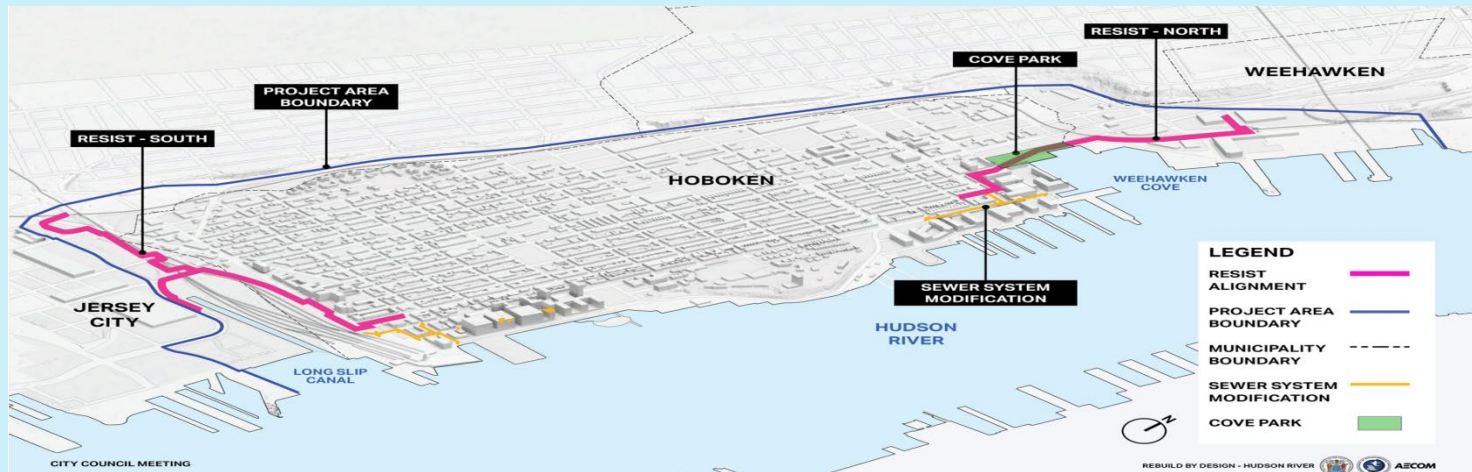 RESIST - NORTH
COVE PARK
WEEHAWKEN
PROJECT AREA
BOUNDARY
RESIST - SOUTH
HOBOKEN
WEEHAWKEN
COVE
SEWER SYSTEM
MODIFICATION
JERSEY
CITY
HUDSON
RIVER
LONG SLIP
CANAL
LEGEND
RESIST
ALIGNMENT
PROJECT AREA
BOUNDARY
MUNICIPALITY
BOUNDARY
SEWER SYSTEM
MODIFICATION
COVE PARK
N
CITY COUNCIL MEETING
REBUILD BY DESIGN - HUDSON RIVER
AECOM